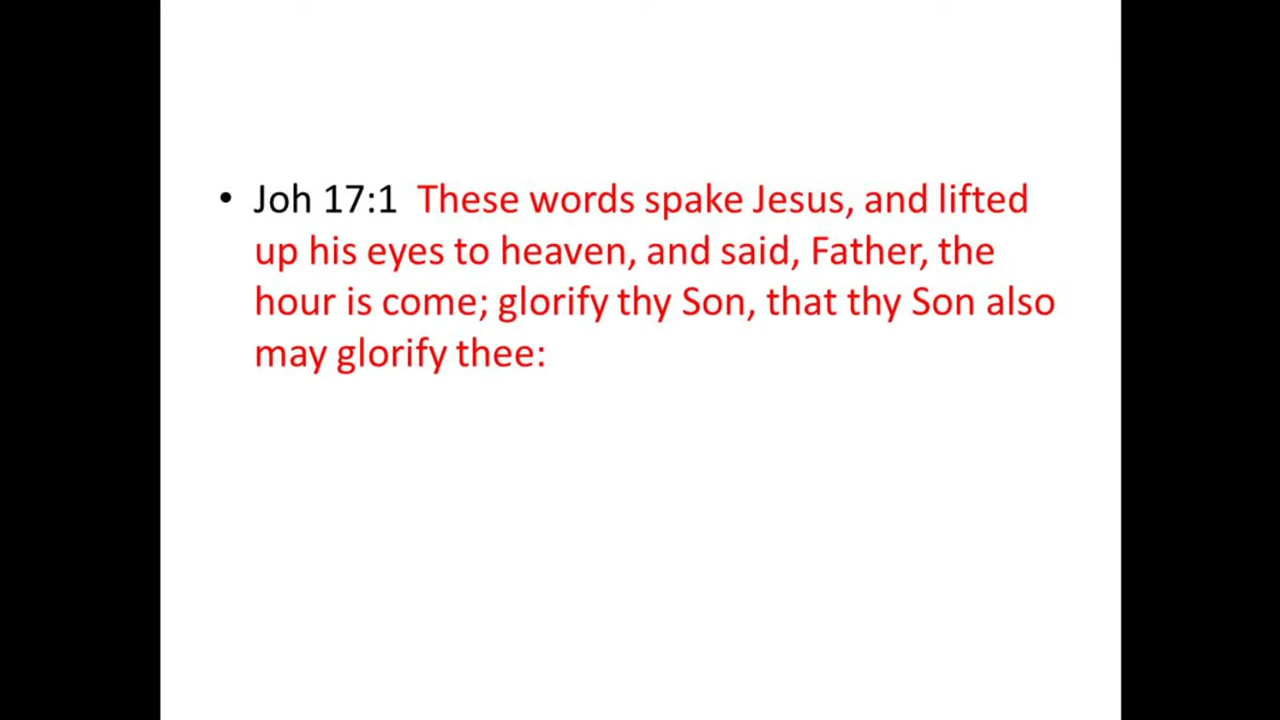 • Joh 17:1  These words spake Jesus, and lifted
up his eyes to heaven, and said, Father, the
hour is come; glorify thy Son, that thy Son also
may glorify thee: